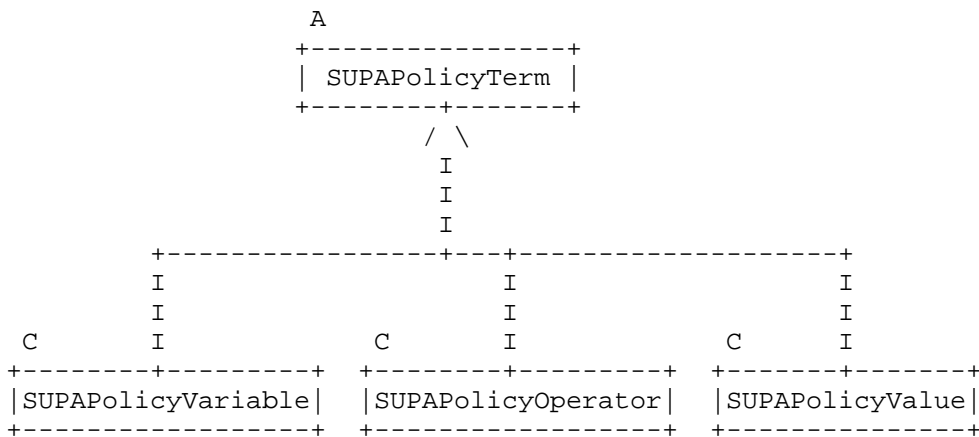 A
SUPAPolicyTerm
C C C
SUPAPolicyVariable SUPAPolicyOperator SUPAPolicyValue